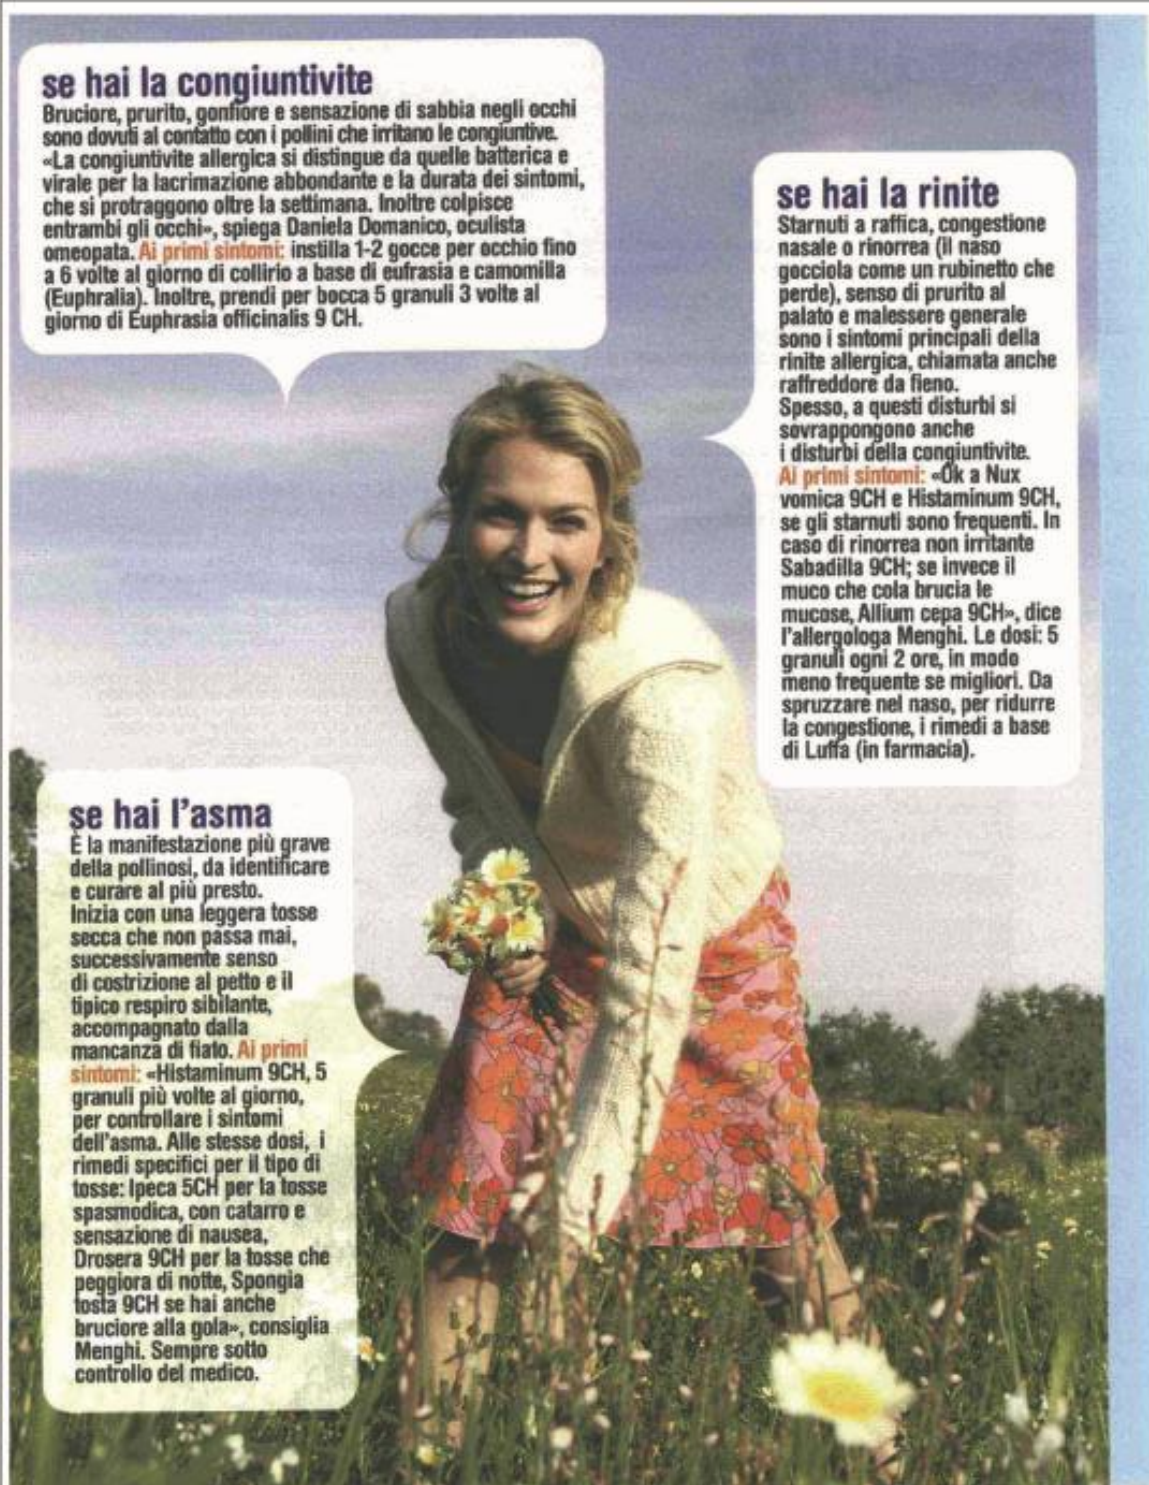 se hai la congiuntivite
Bruciore, prurito, gonfiore e sensazione di sabbia negli occhi
sono dovuti al contatto con i pollini che irritano le congiuntive.
«La congiuntivite allergica si distingue da quelle batterica e
virale per la lacrimazione abbondante e la durata dei sintomi,
che si protraggono oltre la settimana. Inoltre colpisce
entrambi gli occhi», spiega Daniela Domanico, oculista
omeopata. Ai primi sintomi: instilla 1-2 gocce per occhio fino
a 6 volte al giorno di collirio a base di eufrasia e camomilla
(Euphralia). Inoltre, prendi per bocca 5 granuli 3 volte al
giorno di Euphrasia officinalis 9 CH.
se hai la rinite
Starnuti a raffica, congestione
nasale o rinorrea (il naso
gocciola come un rubinetto che
perde), senso di prurito al
palato e malessere generale
sono i sintomi principali della
rinite allergica, chiamata anche
raffreddore da fieno.
Spesso, a questi disturbi si
sovrappongono anche
i disturbi della congiuntivite.
Ai primi sintomi: «Ok a Nux
vomica 9CH e Histaminum 9CH,
se gli starnuti sono frequenti. In
caso di rinorrea non irritante
Sabadilla 9CH; se invece il
muco che cola brucia le
mucose, Allium cepa 9CH», dice
l'allergologa Menghi. Le dosi: 5
granuli ogni 2 ore, in modo
meno frequente se migliori. Da
spruzzare nel naso, per ridurre
la congestione, i rimedi a base
di Luffa (in farmacia).
se hai l'asma
È la manifestazione più grave
della pollinosi, da identificare
e curare al più presto.
Inizia con una leggera tosse
secca che non passa mai,
successivamente senso
di costrizione al petto e il
tipico respiro sibilante,
accompagnato dalla
mancanza di fiato. Ai primi
sintomi: «Histaminum 9CH, 5
granuli più volte al giorno,
per controllare i sintomi
dell'asma. Alle stesse dosi, i
rimedi specifici per il tipo di
tosse: Ipeca 5CH per la tosse
spasmodica, con catarro e
sensazione di nausea,
Drosera 9CH per la tosse che
peggiora di notte, Spongia
tosta 9CH se hai anche
bruciore alla gola», consiglia
Menghi. Sempre sotto
controllo del medico.